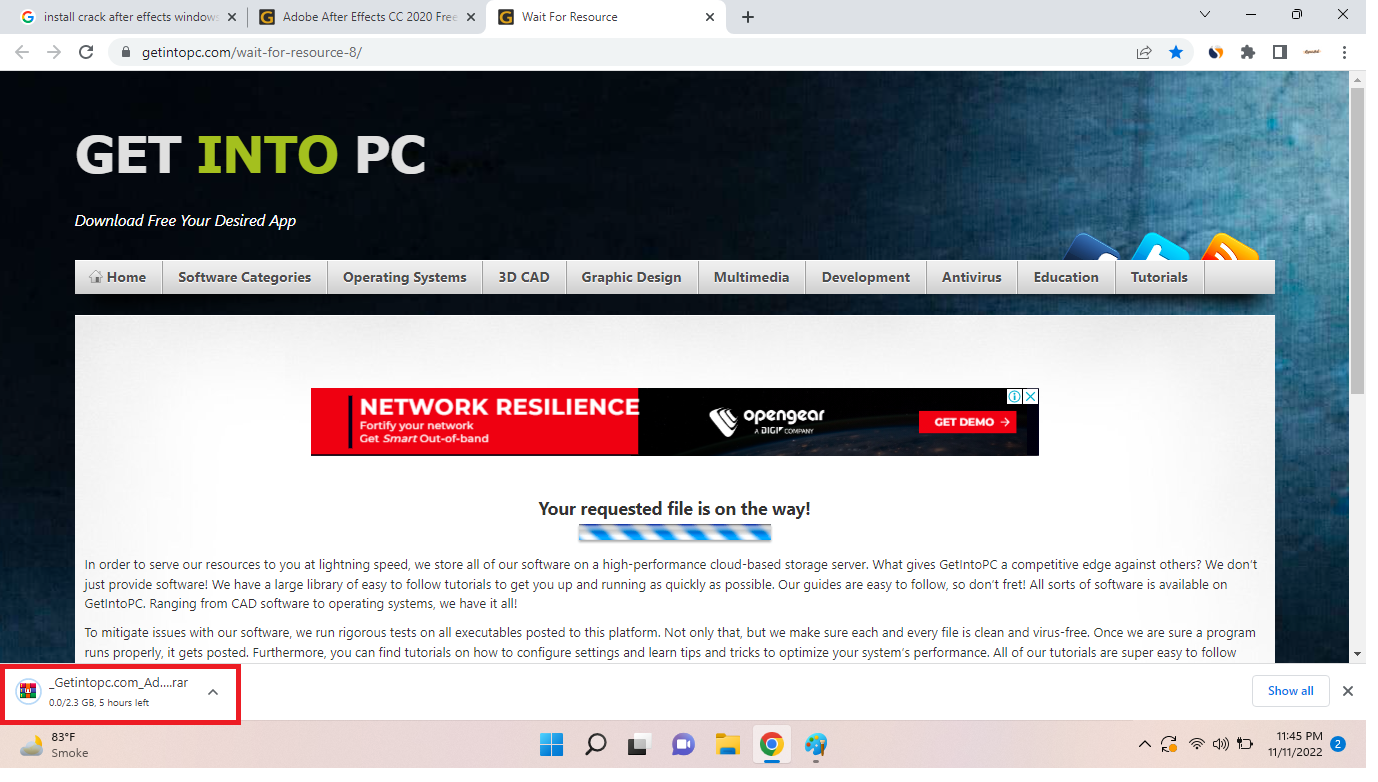 install crack after effects windows
Adobe After Effects CC 2020 Free
Wait For Resource
getintopc.com/wait-for-resource-8/
GET INTO PC
Download Free Your Desired App
Home
Software Categories
Operating Systems
3D CAD
Graphic Design
Multimedia
Development
Antivirus
Education
Tutorials
NETWORK RESILIENCE
Fortify your network
Get Smart Out-of-band
opengear
A DIGI COMPANY
GET DEMO
Your requested file is on the way!
In order to serve our resources to you at lightning speed, we store all of our software on a high-performance cloud-based storage server. What gives GetIntoPC a competitive edge against others? We don't
just provide software! We have a large library of easy to follow tutorials to get you up and running as quickly as possible. Our guides are easy to follow, so don't fret! All sorts of software is available on
GetIntoPC. Ranging from CAD software to operating systems, we have it all!
To mitigate issues with our software, we run rigorous tests on all executables posted to this platform. Not only that, but we make sure each and every file is clean and virus-free. Once we are sure a program
runs properly, it gets posted. Furthermore, you can find tutorials on how to configure settings and learn tips and tricks to optimize your system's performance. All of our tutorials are super easy to follow
_Getintopc.com_Ad....rar
0.0/2.3 GB, 5 hours left
Show all
83°F
Smoke
11:45 PM
11/11/2022
2